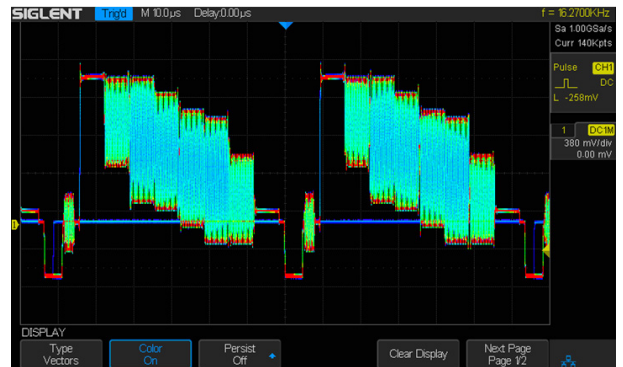 SIGLENT Trig'd M 10.0µs Delay:0.00µs f = 16.2700KHz
Sa 1.00GSa/s
Curr 140Kpts
Pulse CH1
DC
L -258mV
1 DC1M
380 mV/div
0.00 mV
1
DISPLAY
Type
Vectors
Color
On
Persist
Off
Clear Display
Next Page
Page 1/2